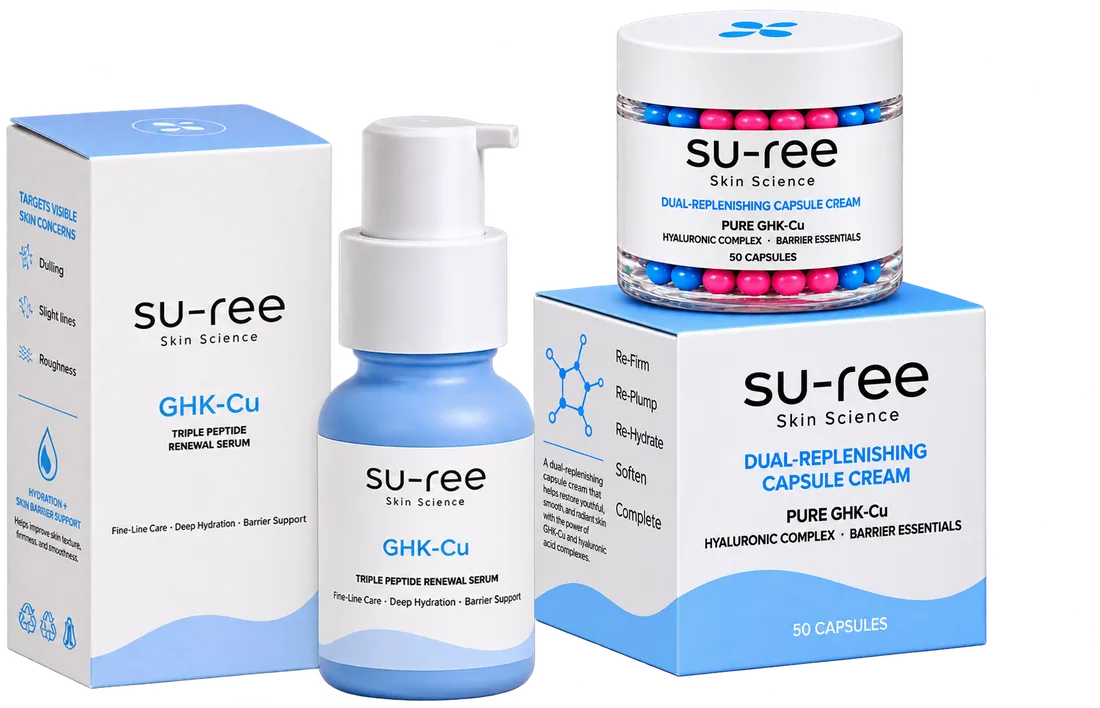 TARGETS VISIBLE
SKIN CONCERNS
Dulling
Slight lines
Roughness
HYDRATION +
SKIN BARRIER SUPPORT
Helps improve skin texture,
firmness, and smoothness.
su-ree
Skin Science
GHK-Cu
TRIPLE PEPTIDE
RENEWAL SERUM
Fine-Line Care · Deep Hydration · Barrier Support
su-ree
Skin Science
GHK-Cu
TRIPLE PEPTIDE RENEWAL SERUM
Fine-Line Care · Deep Hydration · Barrier Support
su-ree
Skin Science
DUAL-REPLENISHING CAPSULE CREAM
PURE GHK-Cu
HYALURONIC COMPLEX · BARRIER ESSENTIALS
50 CAPSULES
Re-Firm
Re-Plump
Re-Hydrate
Soften
Complete
A dual-replenishing
capsule cream that
helps restore youthful,
smooth, and radiant skin
with the power of
GHK-Cu and hyaluronic
acid complexes.
su-ree
Skin Science
DUAL-REPLENISHING
CAPSULE CREAM
PURE GHK-Cu
HYALURONIC COMPLEX · BARRIER ESSENTIALS
50 CAPSULES